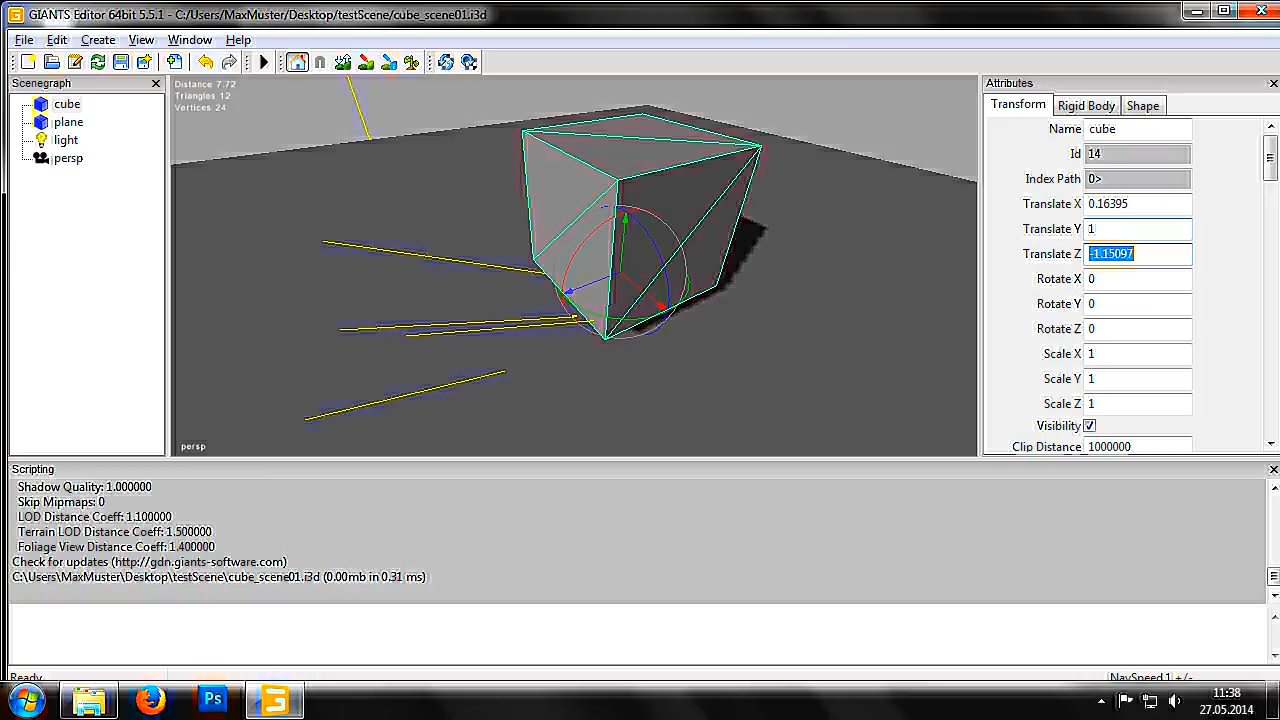 GIANTS Editor 64bit 5.5.1 - C:/Users/MaxMuster/Desktop/testScene/cube_scene01.i3d
File Edit Create View Window Help
Scenegraph
cube
plane
light
persp
Distance 7.72
Triangles 12
Vertices 24
persp
Attributes
Transform Rigid Body Shape
Name cube
Id 14
Index Path 0>
Translate X 0.16395
Translate Y 1
Translate Z -1.15097
Rotate X 0
Rotate Y 0
Rotate Z 0
Scale X 1
Scale Y 1
Scale Z 1
Visibility
Clip Distance 1000000
Scripting
Shadow Quality: 1.000000
Skip Mipmaps: 0
LOD Distance Coeff: 1.100000
Terrain LOD Distance Coeff: 1.500000
Foliage View Distance Coeff: 1.400000
Check for updates (http://gdn.giants-software.com)
C:\Users\MaxMuster\Desktop\testScene\cube_scene01.i3d (0.00mb in 0.31 ms)
Ready
NavSpeed 1 +/-
Ps
11:38
27.05.2014